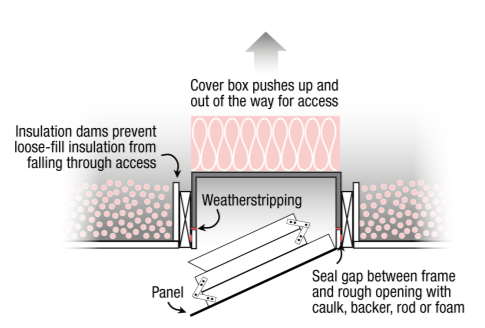 Cover box pushes up and
out of the way for access
Insulation dams prevent
loose-fill insulation from
falling through access
Weatherstripping
Panel
Seal gap between frame
and rough opening with
caulk, backer, rod or foam